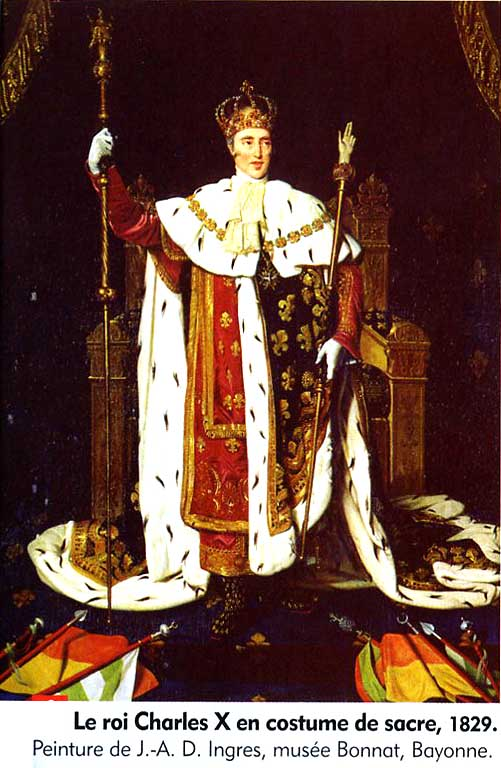 Le roi Charles X en costume de sacre, 1829.
Peinture de J.-A. D. Ingres, musée Bonnat, Bayonne.